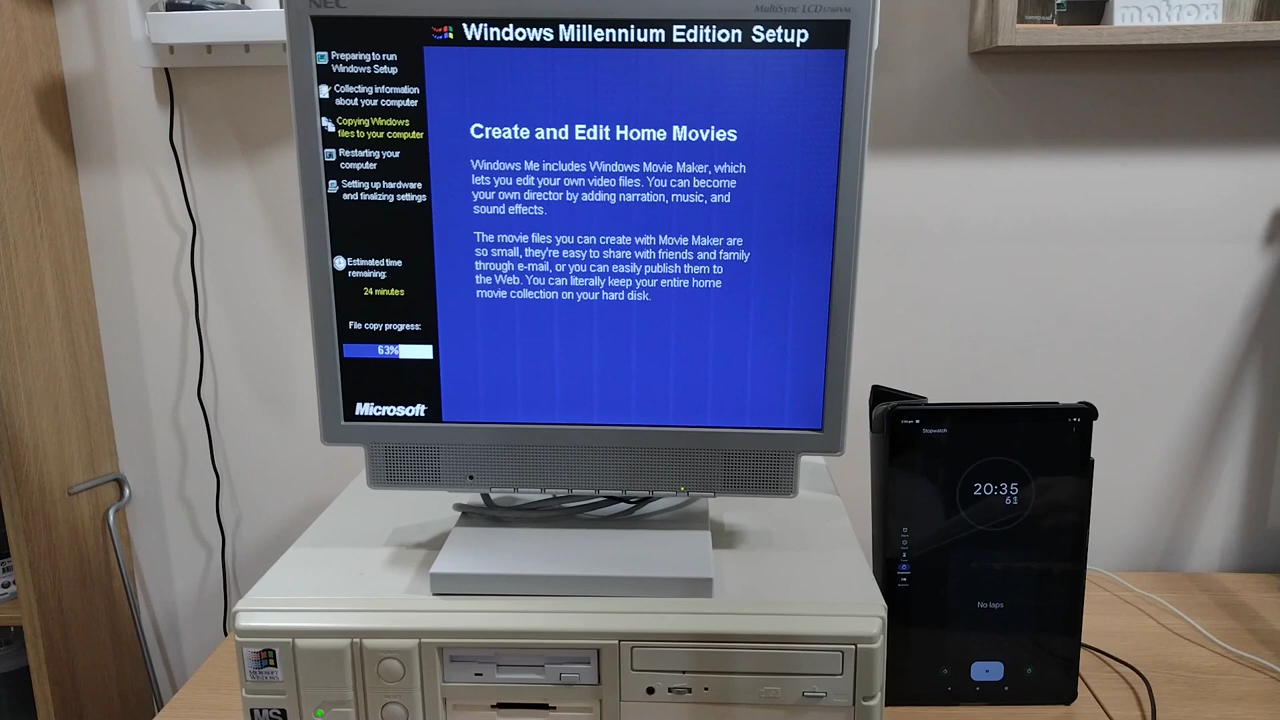 NEC
MultiSync LCD1760VM
matrox
Windows Millennium Edition Setup
Preparing to run
Windows Setup
Collecting information
about your computer
Copying Windows
files to your computer
Restarting your
computer
Setting up hardware
and finalizing settings
Estimated time
remaining:
24 minutes
File copy progress:
63%
Microsoft
Create and Edit Home Movies
Windows Me includes Windows Movie Maker, which
lets you edit your own video files. You can become
your own director by adding narration, music, and
sound effects.
The movie files you can create with Movie Maker are
so small, they're easy to share with friends and family
through e-mail, or you can easily publish them to
the Web. You can literally keep your entire home
movie collection on your hard disk.
Stopwatch
20:35
61
No laps
MICROSOFT
WINDOWS
MS